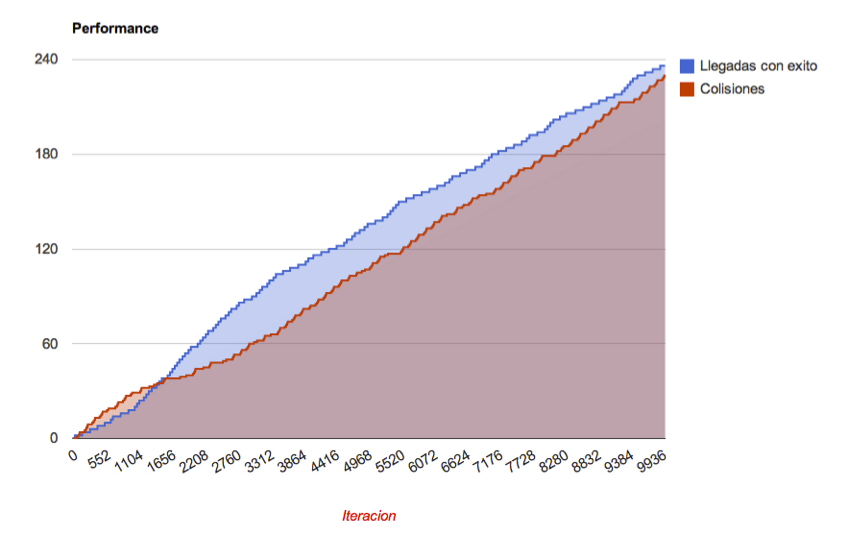 Performance
240
180
120
60
0
Llegadas con exito
Colisiones
0 552 1104 1656 2208 2760 3312 3864 4416 4968 5520 6072 6624 7176 7728 8280 8832 9384 9936
Iteracion